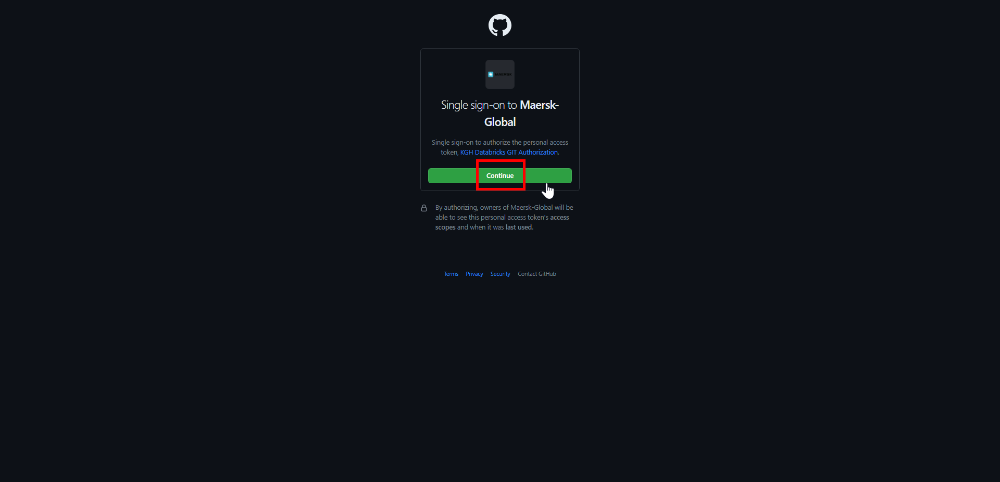 MAERSK
Single sign-on to Maersk-
Global
Single sign-on to authorize the personal access
token, KGH Databricks GIT Authorization.
Continue
By authorizing, owners of Maersk-Global will be
able to see this personal access token's access
scopes and when it was last used.
Terms Privacy Security Contact GitHub